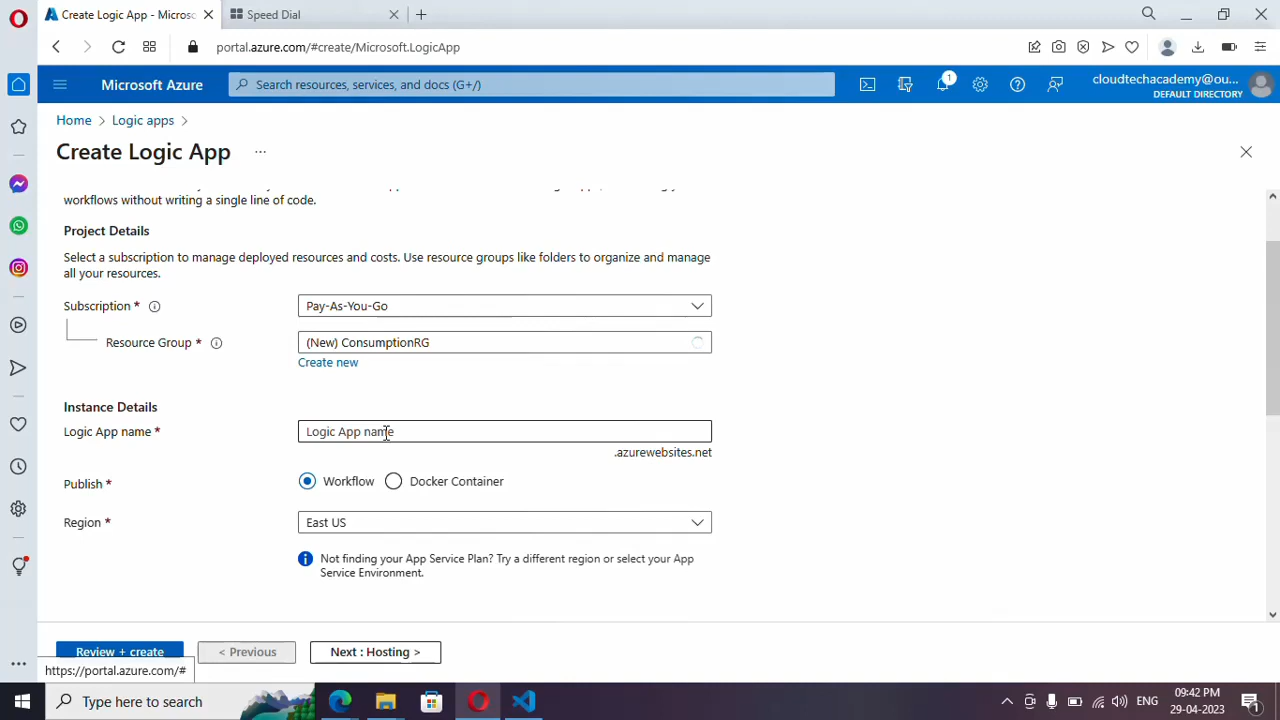 Create Logic App - Microsc
Speed Dial
portal.azure.com/#create/Microsoft.LogicApp
Microsoft Azure
Search resources, services, and docs (G+/)
1
cloudtechacademy@ou...
DEFAULT DIRECTORY
Home > Logic apps >
Create Logic App ...
workflows without writing a single line of code.
Project Details
Select a subscription to manage deployed resources and costs. Use resource groups like folders to organize and manage
all your resources.
Subscription * Pay-As-You-Go
Resource Group * (New) ConsumptionRG
Create new
Instance Details
Logic App name * Logic App name
.azurewebsites.net
Publish * Workflow Docker Container
Region * East US
Not finding your App Service Plan? Try a different region or select your App
Service Environment.
Review + create < Previous Next : Hosting >
https://portal.azure.com/#
Type here to search
ENG
09:42 PM
29-04-2023
1